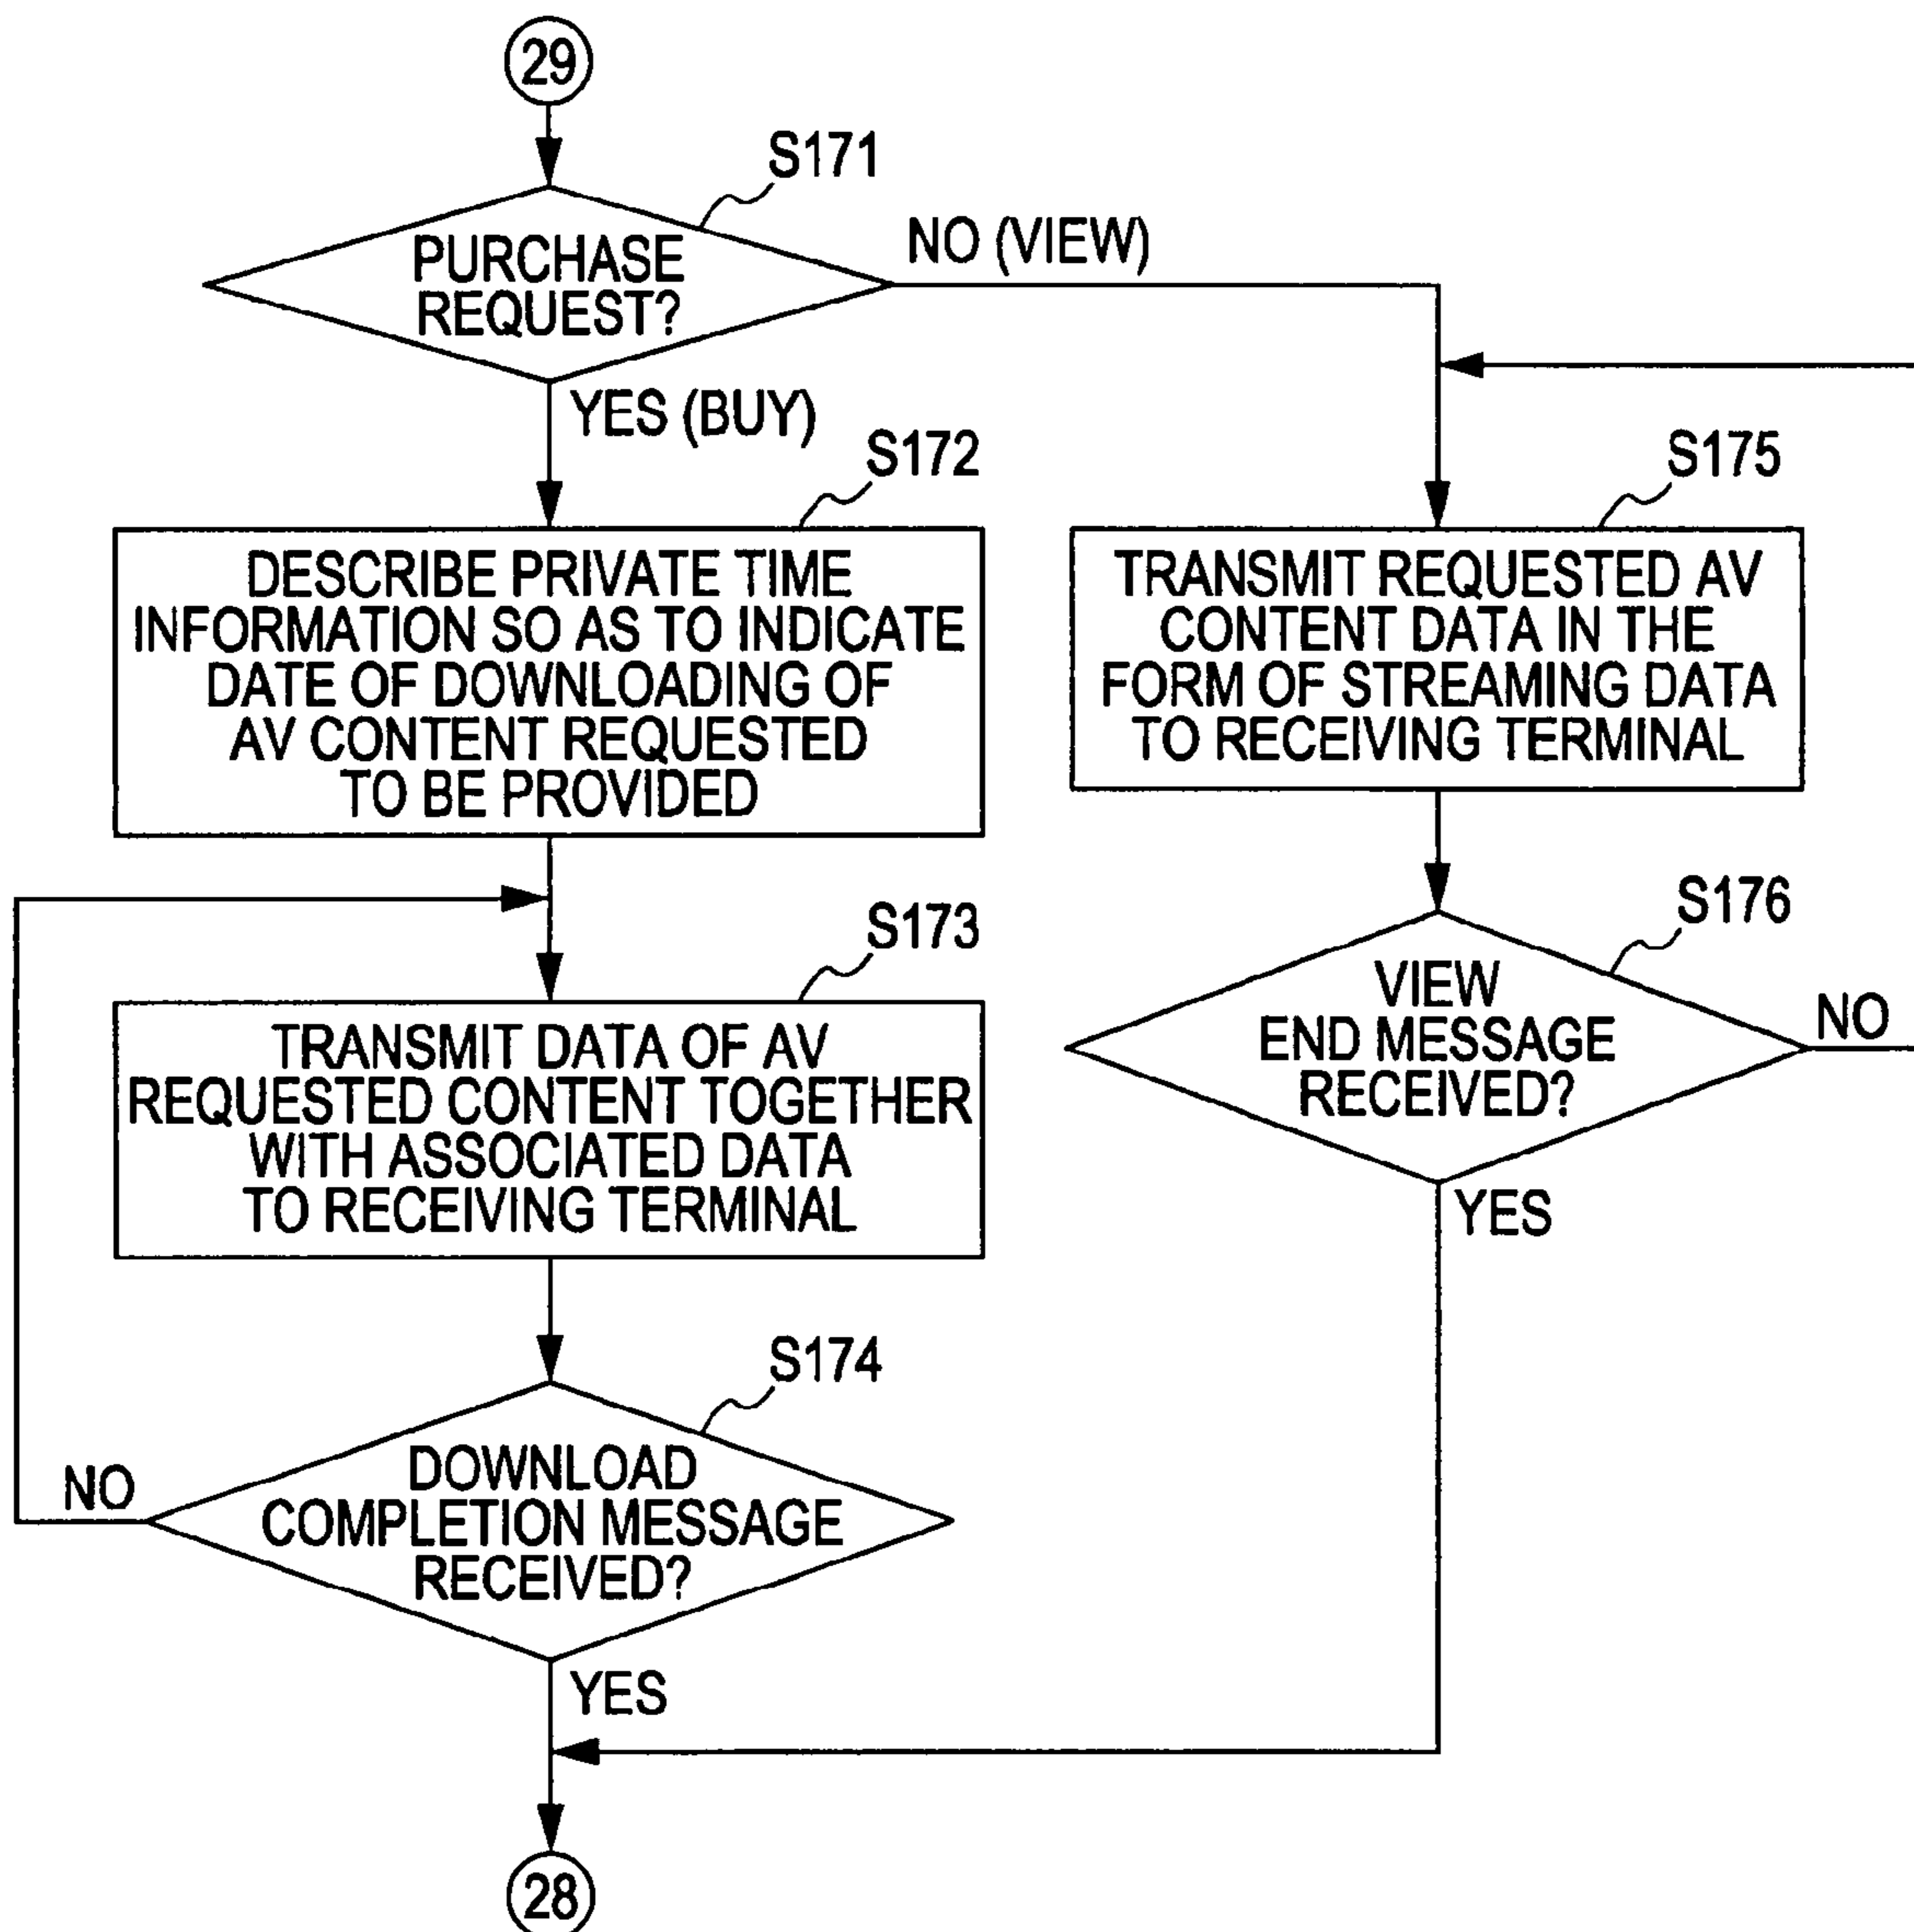 29
S171
PURCHASE
REQUEST?
NO (VIEW)
YES (BUY)
S172
DESCRIBE PRIVATE TIME
INFORMATION SO AS TO INDICATE
DATE OF DOWNLOADING OF
AV CONTENT REQUESTED
TO BE PROVIDED
S173
TRANSMIT DATA OF AV
REQUESTED CONTENT TOGETHER
WITH ASSOCIATED DATA
TO RECEIVING TERMINAL
S174
DOWNLOAD
COMPLETION MESSAGE
RECEIVED?
NO
YES
S175
TRANSMIT REQUESTED AV
CONTENT DATA IN THE
FORM OF STREAMING DATA
TO RECEIVING TERMINAL
S176
VIEW
END MESSAGE
RECEIVED?
NO
YES
28